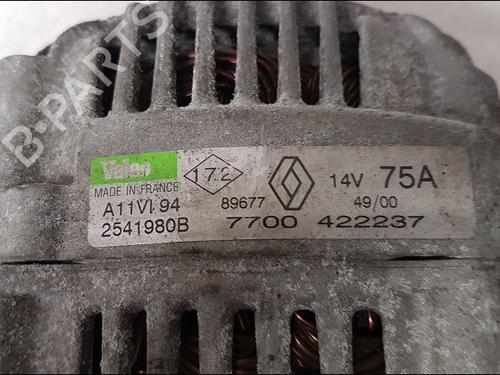 B-PARTS
Valeo
MADE IN FRANCE
172
14V 75A
A11VI 94
89677
49/00
2541980B
7700 422237